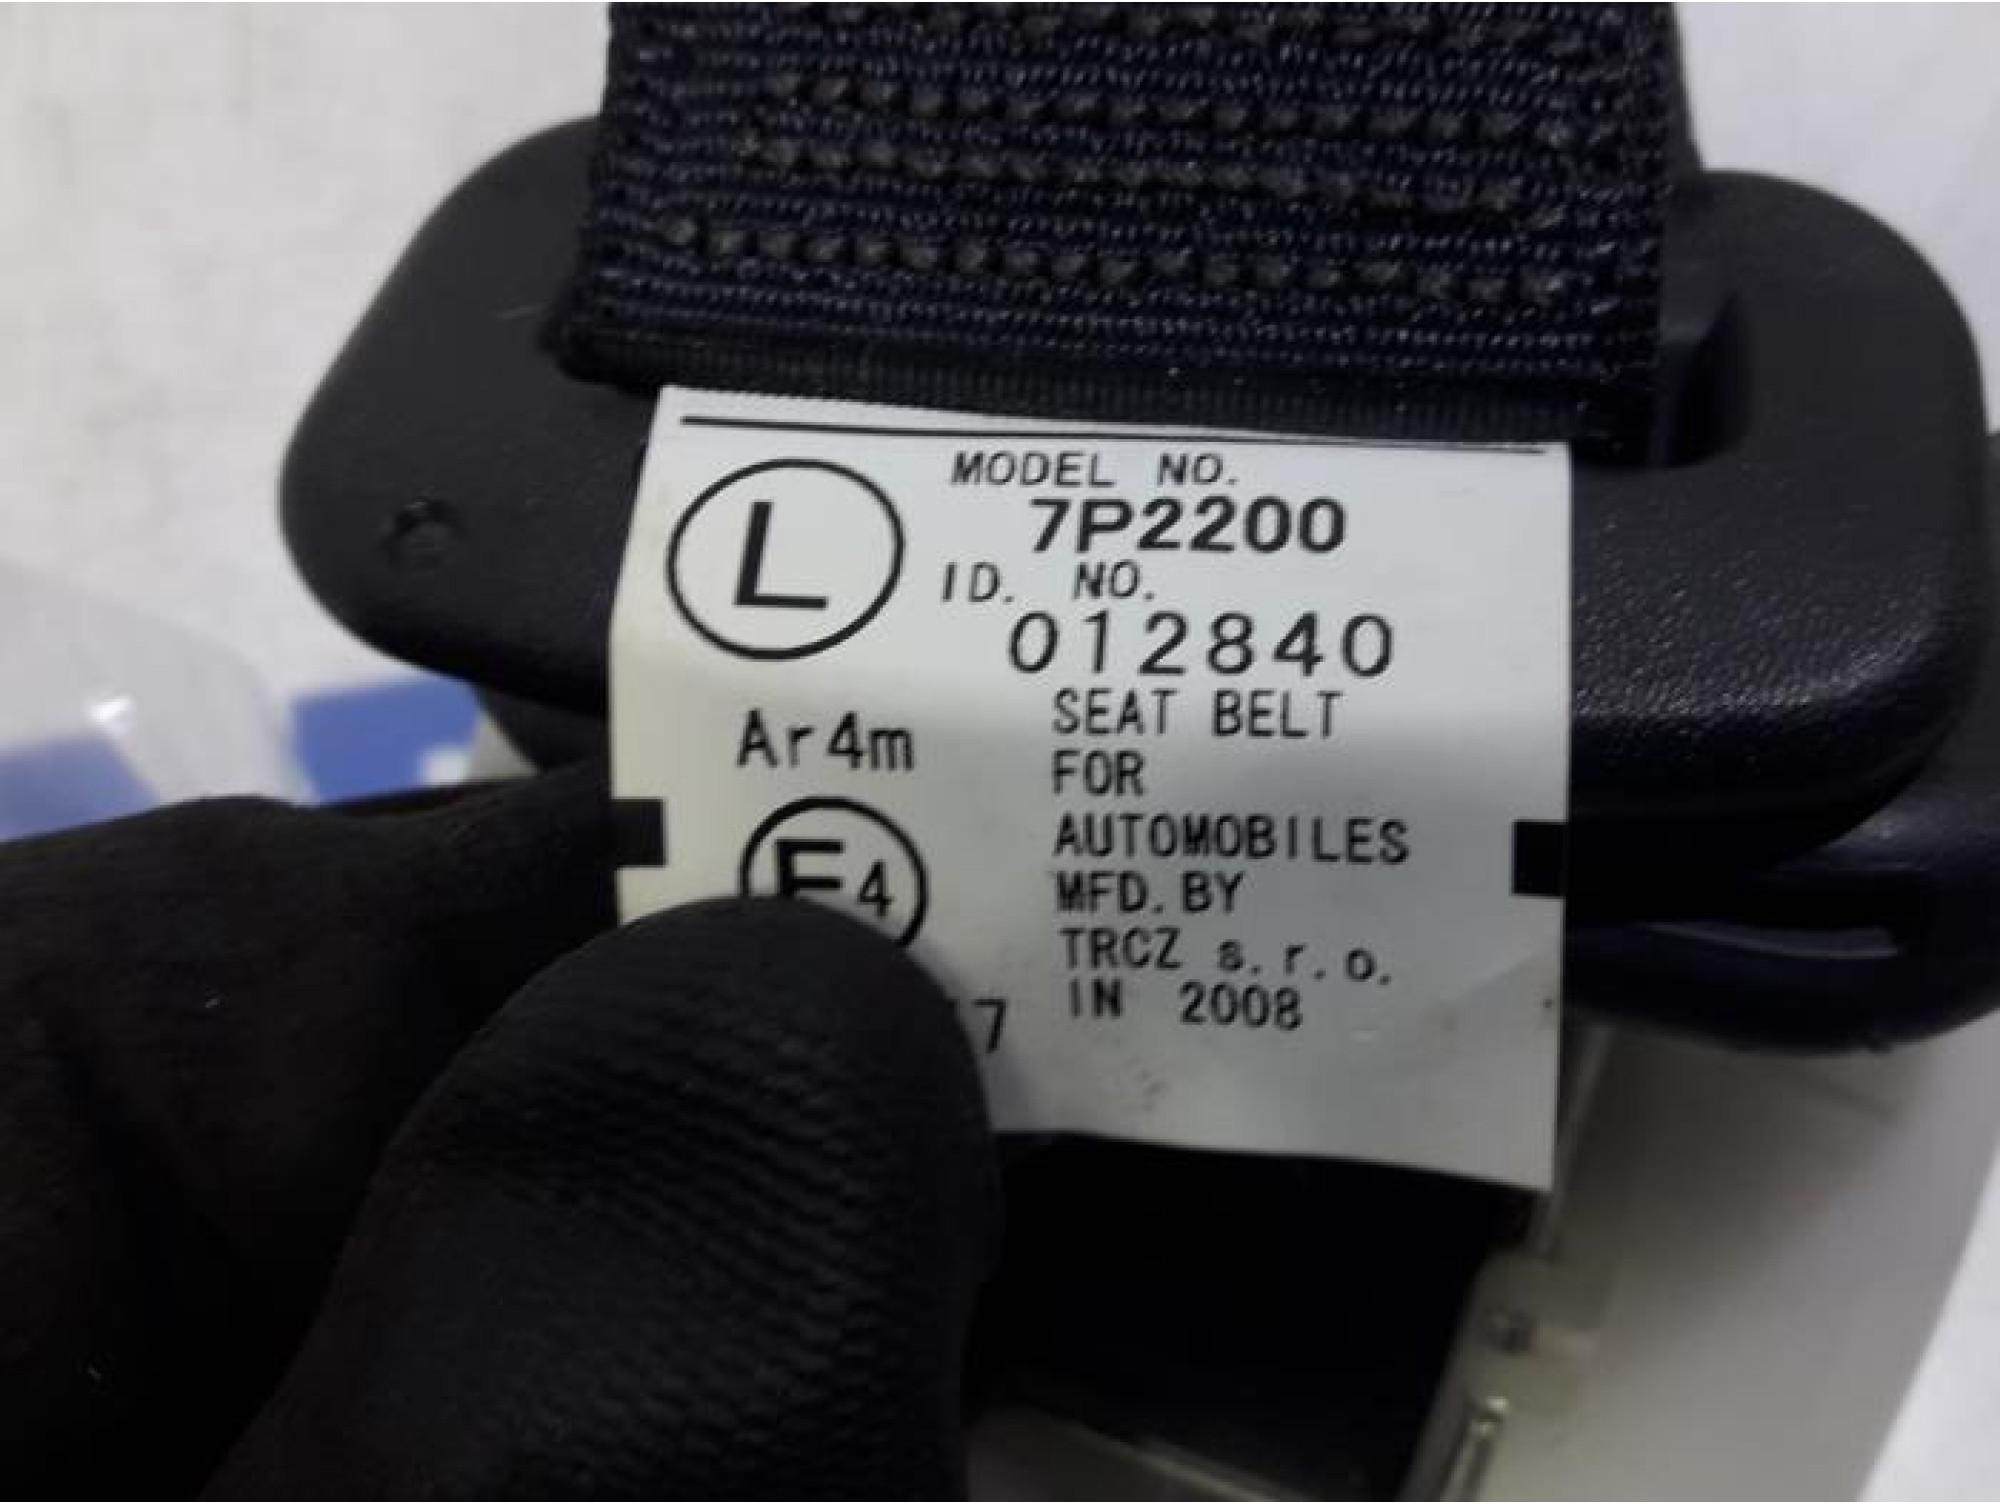 L
MODEL NO.
7P2200
ID. NO.
012840
Ar4m
SEAT BELT
FOR
AUTOMOBILES
E4
MFD. BY
TRCZ s.r.o.
IN 2008